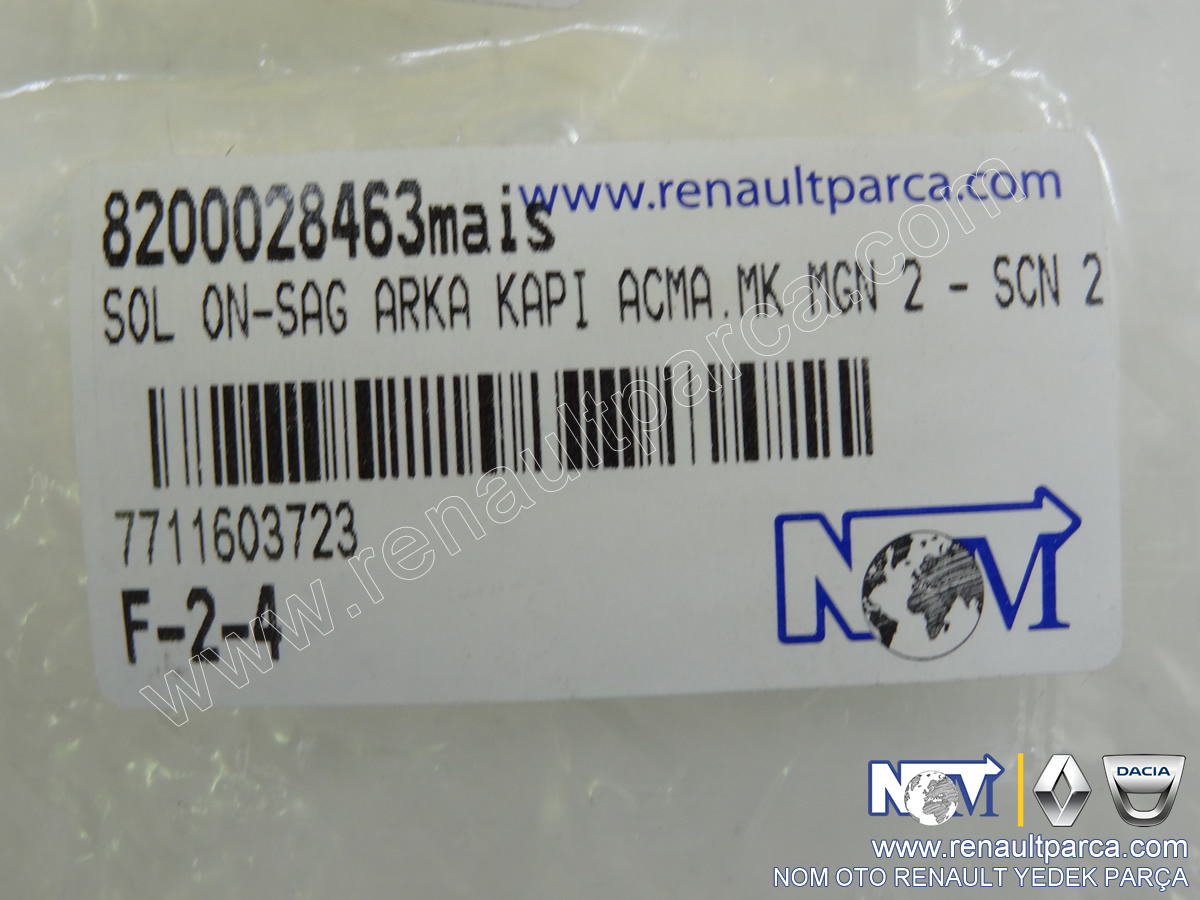 www.renaultparca.com
8200028463mais
SOL ON-SAG ARKA KAPI ACMA.MK MGN 2 - SCN 2
7711603723
F-2-4
NOM
www.renaultparca.com
NOM
DACIA
www.renaultparca.com
NOM OTO RENAULT YEDEK PARÇA